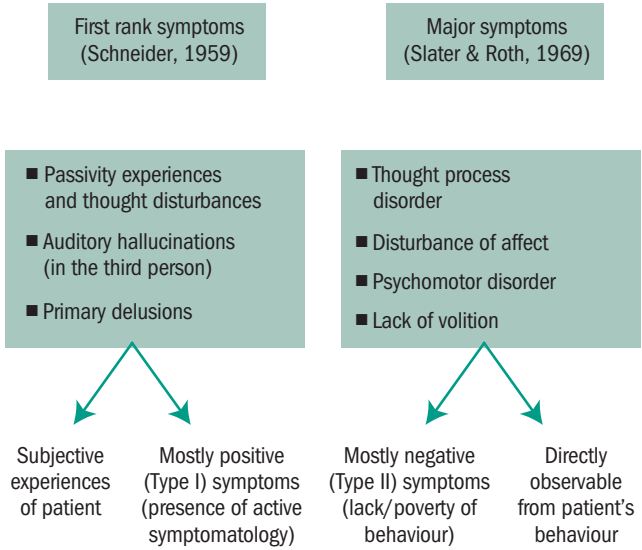 First rank symptoms
(Schneider, 1959)
Major symptoms
(Slater & Roth, 1969)
■ Passivity experiences
and thought disturbances
■ Auditory hallucinations
(in the third person)
■ Primary delusions
■ Thought process
disorder
■ Disturbance of affect
■ Psychomotor disorder
■ Lack of volition
Subjective
experiences
of patient
Mostly positive
(Type I) symptoms
(presence of active
symptomatology)
Mostly negative
(Type II) symptoms
(lack/poverty of
behaviour)
Directly
observable
from patient's
behaviour